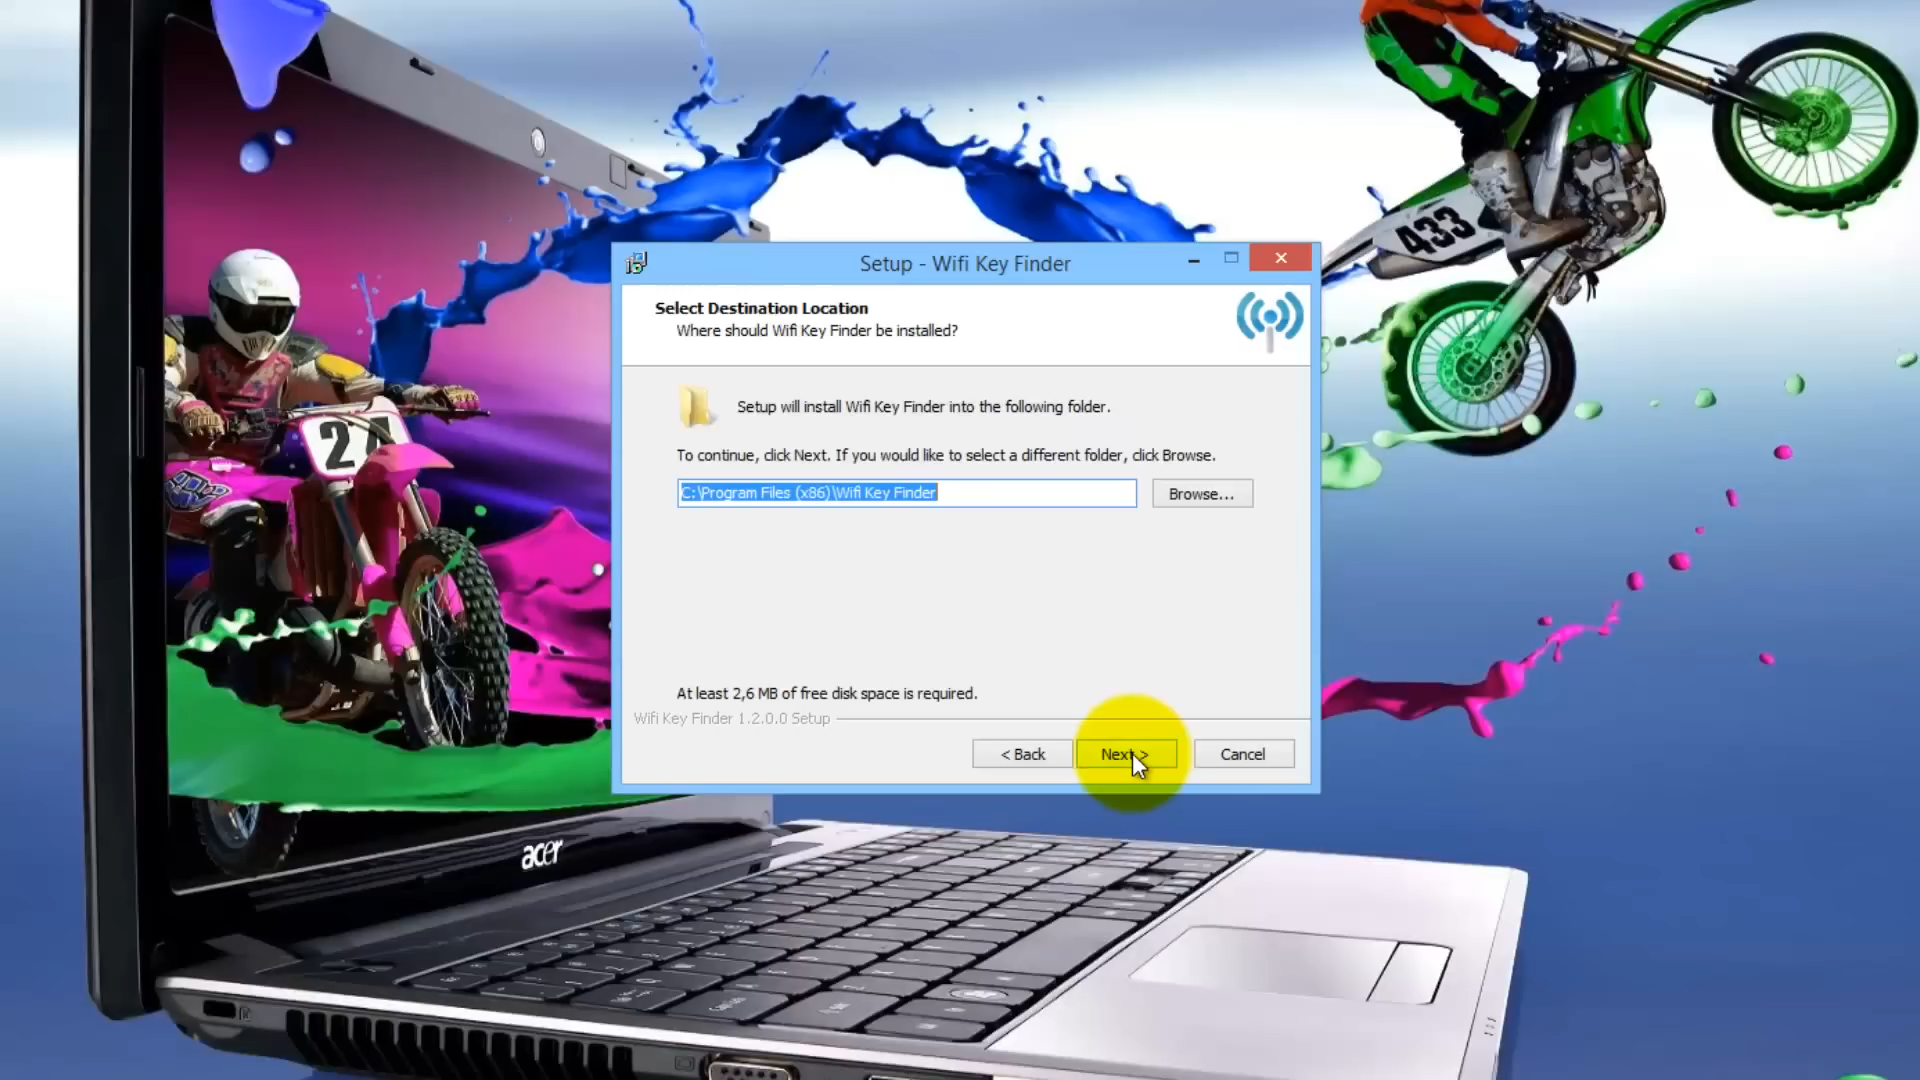 433
Setup - Wifi Key Finder
Select Destination Location
Where should Wifi Key Finder be installed?
Setup will install Wifi Key Finder into the following folder.
To continue, click Next. If you would like to select a different folder, click Browse.
C:\Program Files (x86)\Wifi Key Finder
Browse...
24
At least 2,6 MB of free disk space is required.
Wifi Key Finder 1.2.0.0 Setup
< Back
Next >
Cancel
acer